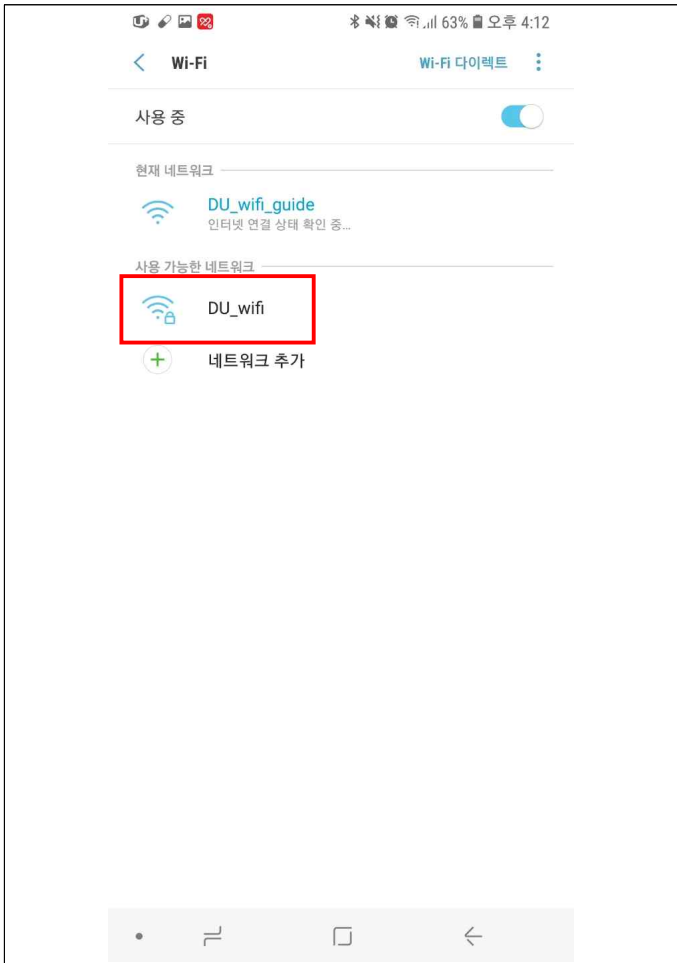 63% 오후 4:12
Wi-Fi Wi-Fi 다이렉트
사용 중
현재 네트워크
DU_wifi_guide
인터넷 연결 상태 확인 중...
사용 가능한 네트워크
DU_wifi
네트워크 추가